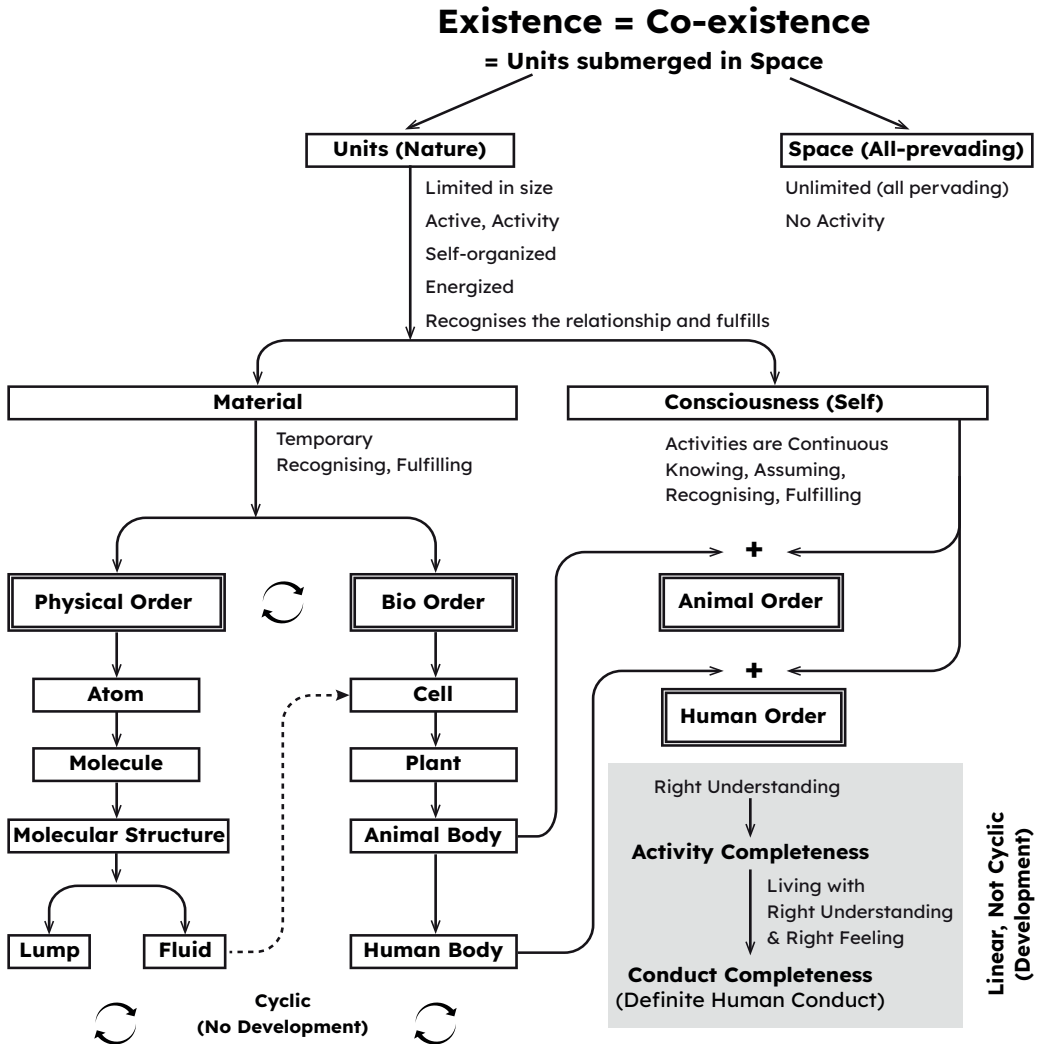 Existence = Co-existence
= Units submerged in Space
Units (Nature)
Space (All-prevading)
Limited in size
Active, Activity
Self-organized
Energized
Recognises the relationship and fulfills
Unlimited (all pervading)
No Activity
Material
Consciousness (Self)
Temporary
Recognising, Fulfilling
Activities are Continuous
Knowing, Assuming,
Recognising, Fulfilling
Physical Order
Bio Order
+
Animal Order
+
Human Order
Atom
Cell
Molecule
Plant
Molecular Structure
Animal Body
Lump
Fluid
Human Body
Cyclic
(No Development)
Right Understanding
Activity Completeness
Living with
Right Understanding
& Right Feeling
Conduct Completeness
(Definite Human Conduct)
Linear, Not Cyclic
(Development)